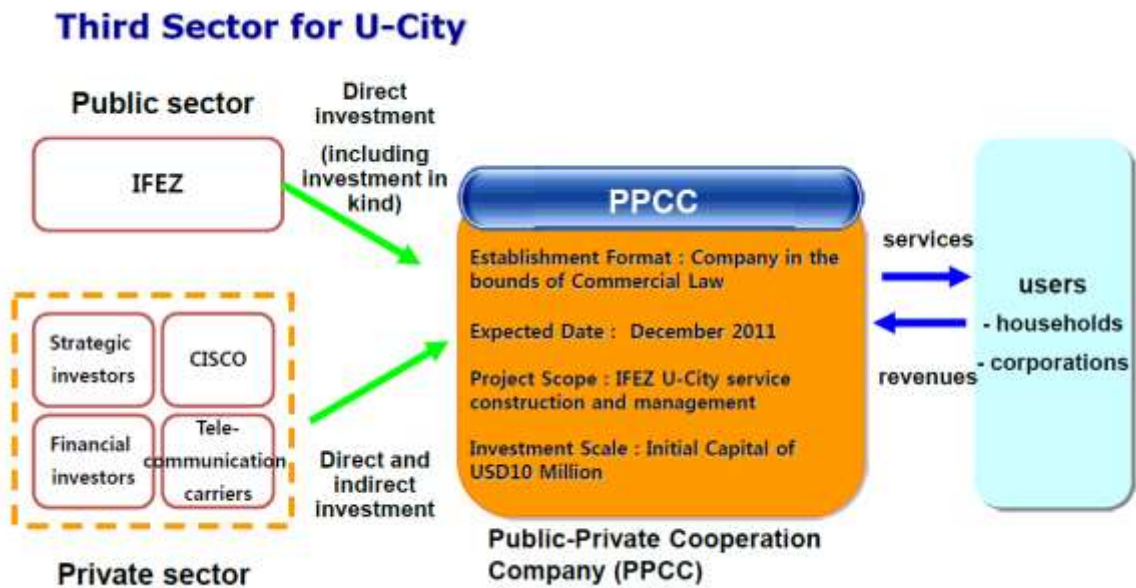 Third Sector for U-City
Public sector
IFEZ
Direct
investment
(including
investment in
kind)
Strategic
investors
CISCO
Financial
investors
Tele-
communication
carriers
Private sector
Direct and
indirect
investment
PPCC
Establishment Format : Company in the
bounds of Commercial Law
Expected Date : December 2011
Project Scope : IFEZ U-City service
construction and management
Investment Scale : Initial Capital of
USD10 Million
Public-Private Cooperation
Company (PPCC)
services
revenues
users
- households
- corporations